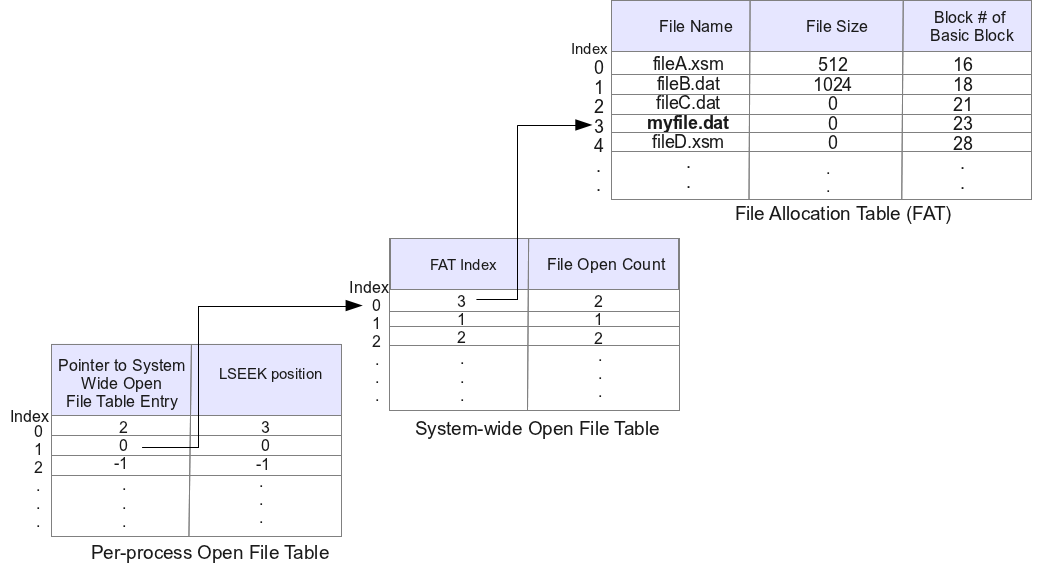 File Name File Size Block # of
Basic Block
Index
0 fileA.xsm 512 16
1 fileB.dat 1024 18
2 fileC.dat 0 21
3 myfile.dat 0 23
4 fileD.xsm 0 28
. . . .
. . . .
File Allocation Table (FAT)
FAT Index File Open Count
Index
0 3 2
1 1 1
2 2 2
. . .
. . .
. . .
System-wide Open File Table
Pointer to System
Wide Open
File Table Entry
LSEEK position
Index
0 2 3
1 0 0
2 -1 -1
. . .
. . .
. . .
Per-process Open File Table